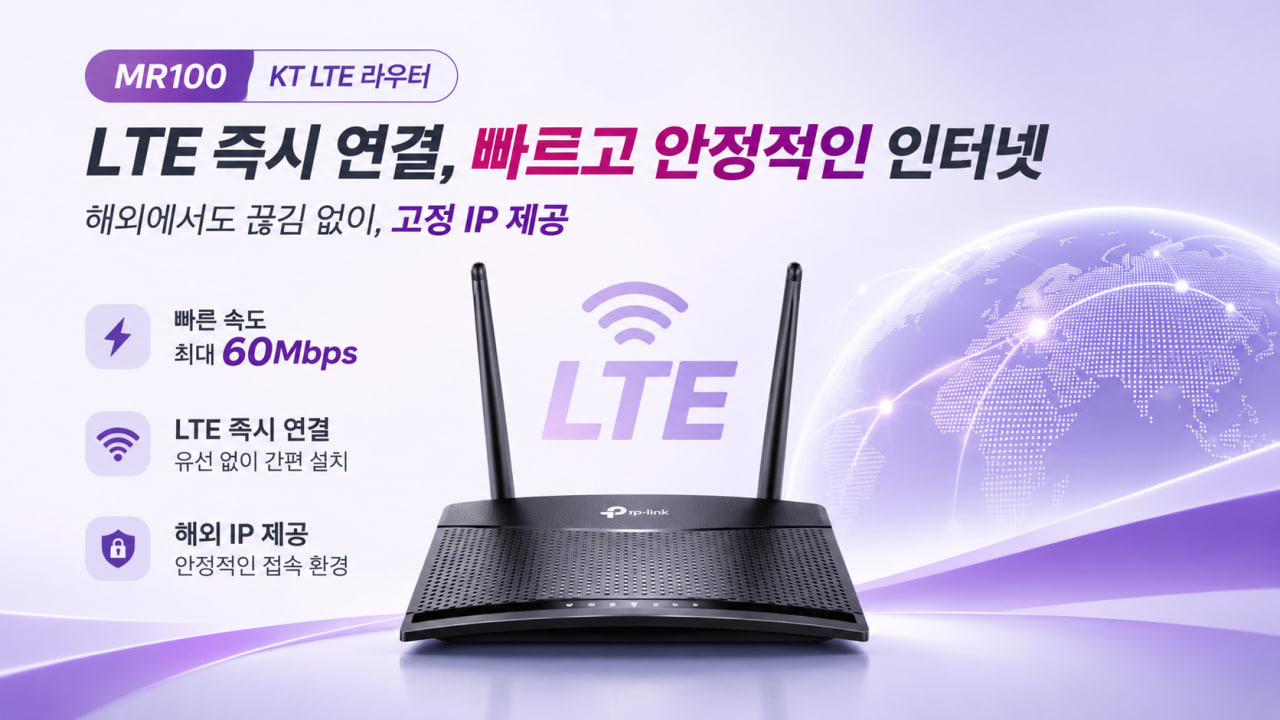 MR100 KT LTE 라우터
LTE 즉시 연결, 빠르고 안정적인 인터넷
해외에서도 끊김 없이, 고정 IP 제공
빠른 속도
최대 60Mbps
LTE 즉시 연결
유선 없이 간편 설치
해외 IP 제공
안정적인 접속 환경
LTE
tp-link